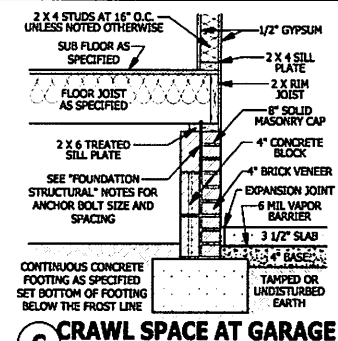 2 X 4 STUDS AT 16" O.C.
UNLESS NOTED OTHERWISE
SUB FLOOR AS
SPECIFIED
FLOOR JOIST
AS SPECIFIED
2 X 6 TREATED
SILL PLATE
SEE "FOUNDATION
STRUCTURAL" NOTES FOR
ANCHOR BOLT SIZE AND
SPACING
CONTINUOUS CONCRETE
FOOTING AS SPECIFIED
SET BOTTOM OF FOOTING
BELOW THE FROST LINE
1/2" GYPSUM
2 X 4 SILL
PLATE
2 X RIM
JOIST
8" SOLID
MASONRY CAP
4" CONCRETE
BLOCK
4" BRICK VENEER
EXPANSION JOINT
6 MIL VAPOR
BARRIER
3 1/2" SLAB
4" BASE
TAMPED OR
UNDISTURBED
EARTH
CRAWL SPACE AT GARAGE